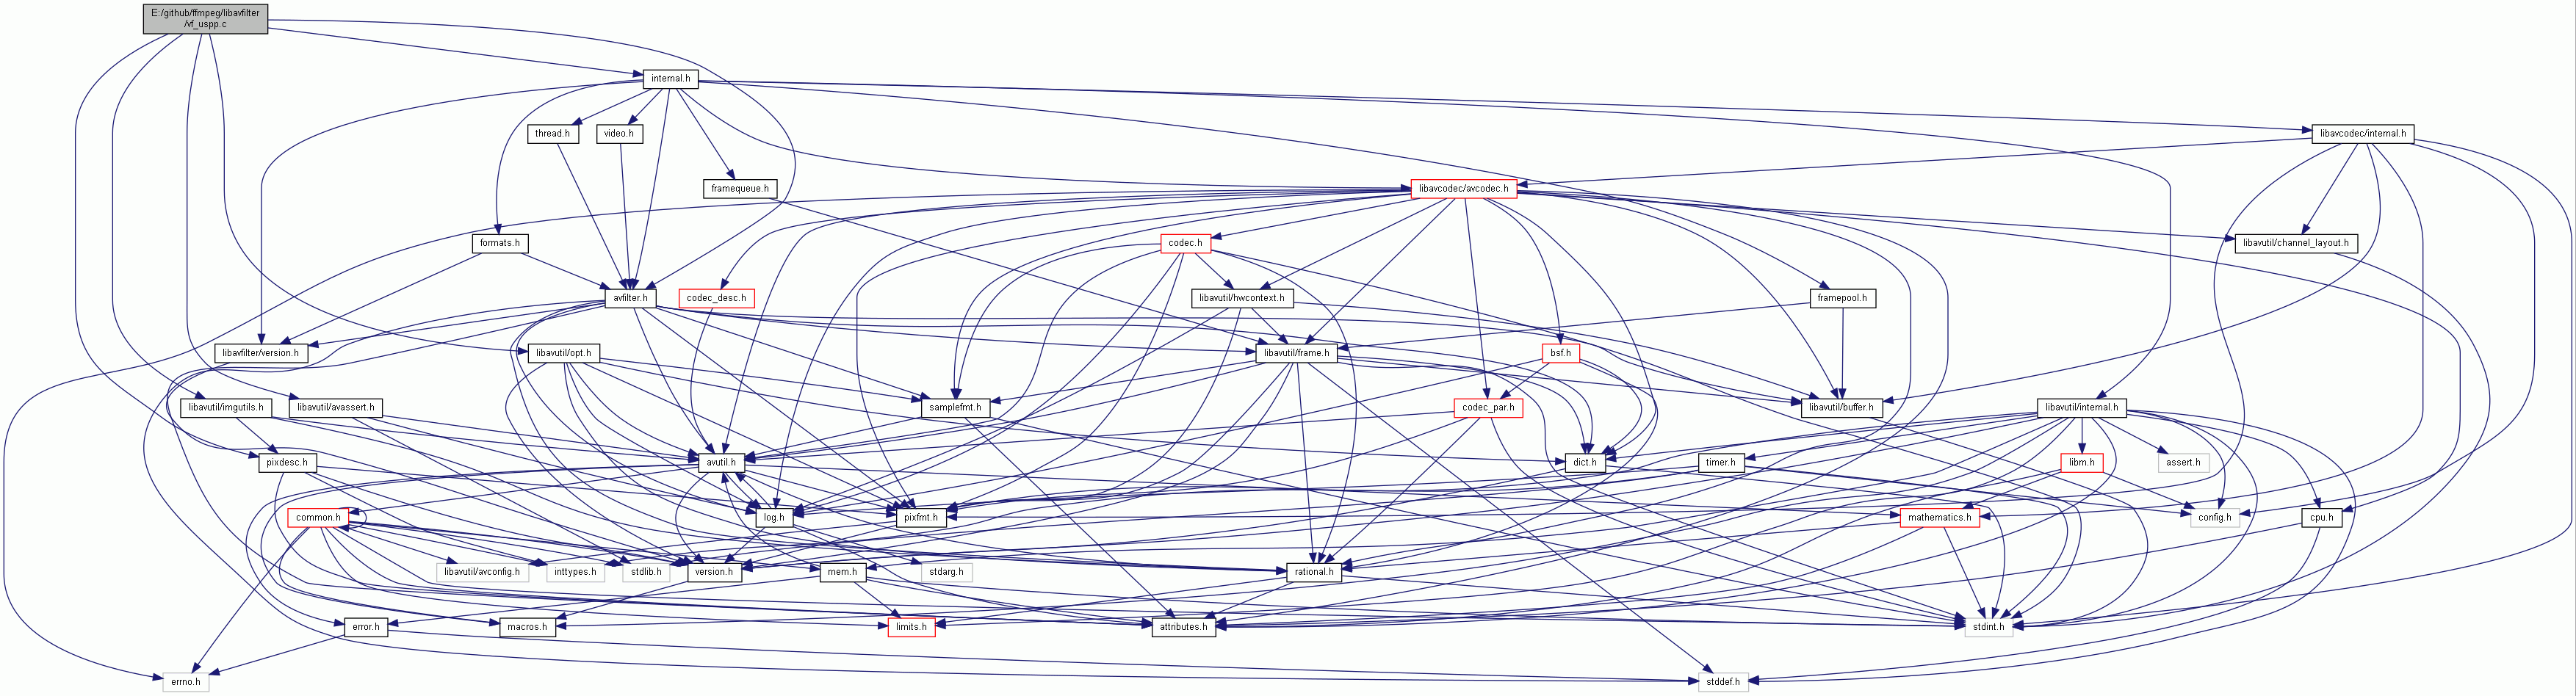 E:/github/ffmpeg/libavfilter
/vf_uspp.c
internal.h
thread.h
video.h
libavcodec/internal.h
framequeue.h
libavcodec/avcodec.h
formats.h
codec.h
libavutil/channel_layout.h
avfilter.h
codec_desc.h
libavutil/hwcontext.h
framepool.h
libavfilter/version.h
libavutil/opt.h
libavutil/frame.h
bsf.h
libavutil/imgutils.h
libavutil/avassert.h
samplefmt.h
codec_par.h
libavutil/buffer.h
libavutil/internal.h
pixdesc.h
avutil.h
dict.h
timer.h
libm.h
assert.h
common.h
log.h
pixfmt.h
mathematics.h
config.h
cpu.h
libavutil/avconfig.h
inttypes.h
stdlib.h
version.h
mem.h
stdarg.h
rational.h
error.h
macros.h
limits.h
attributes.h
stdint.h
errno.h
stddef.h